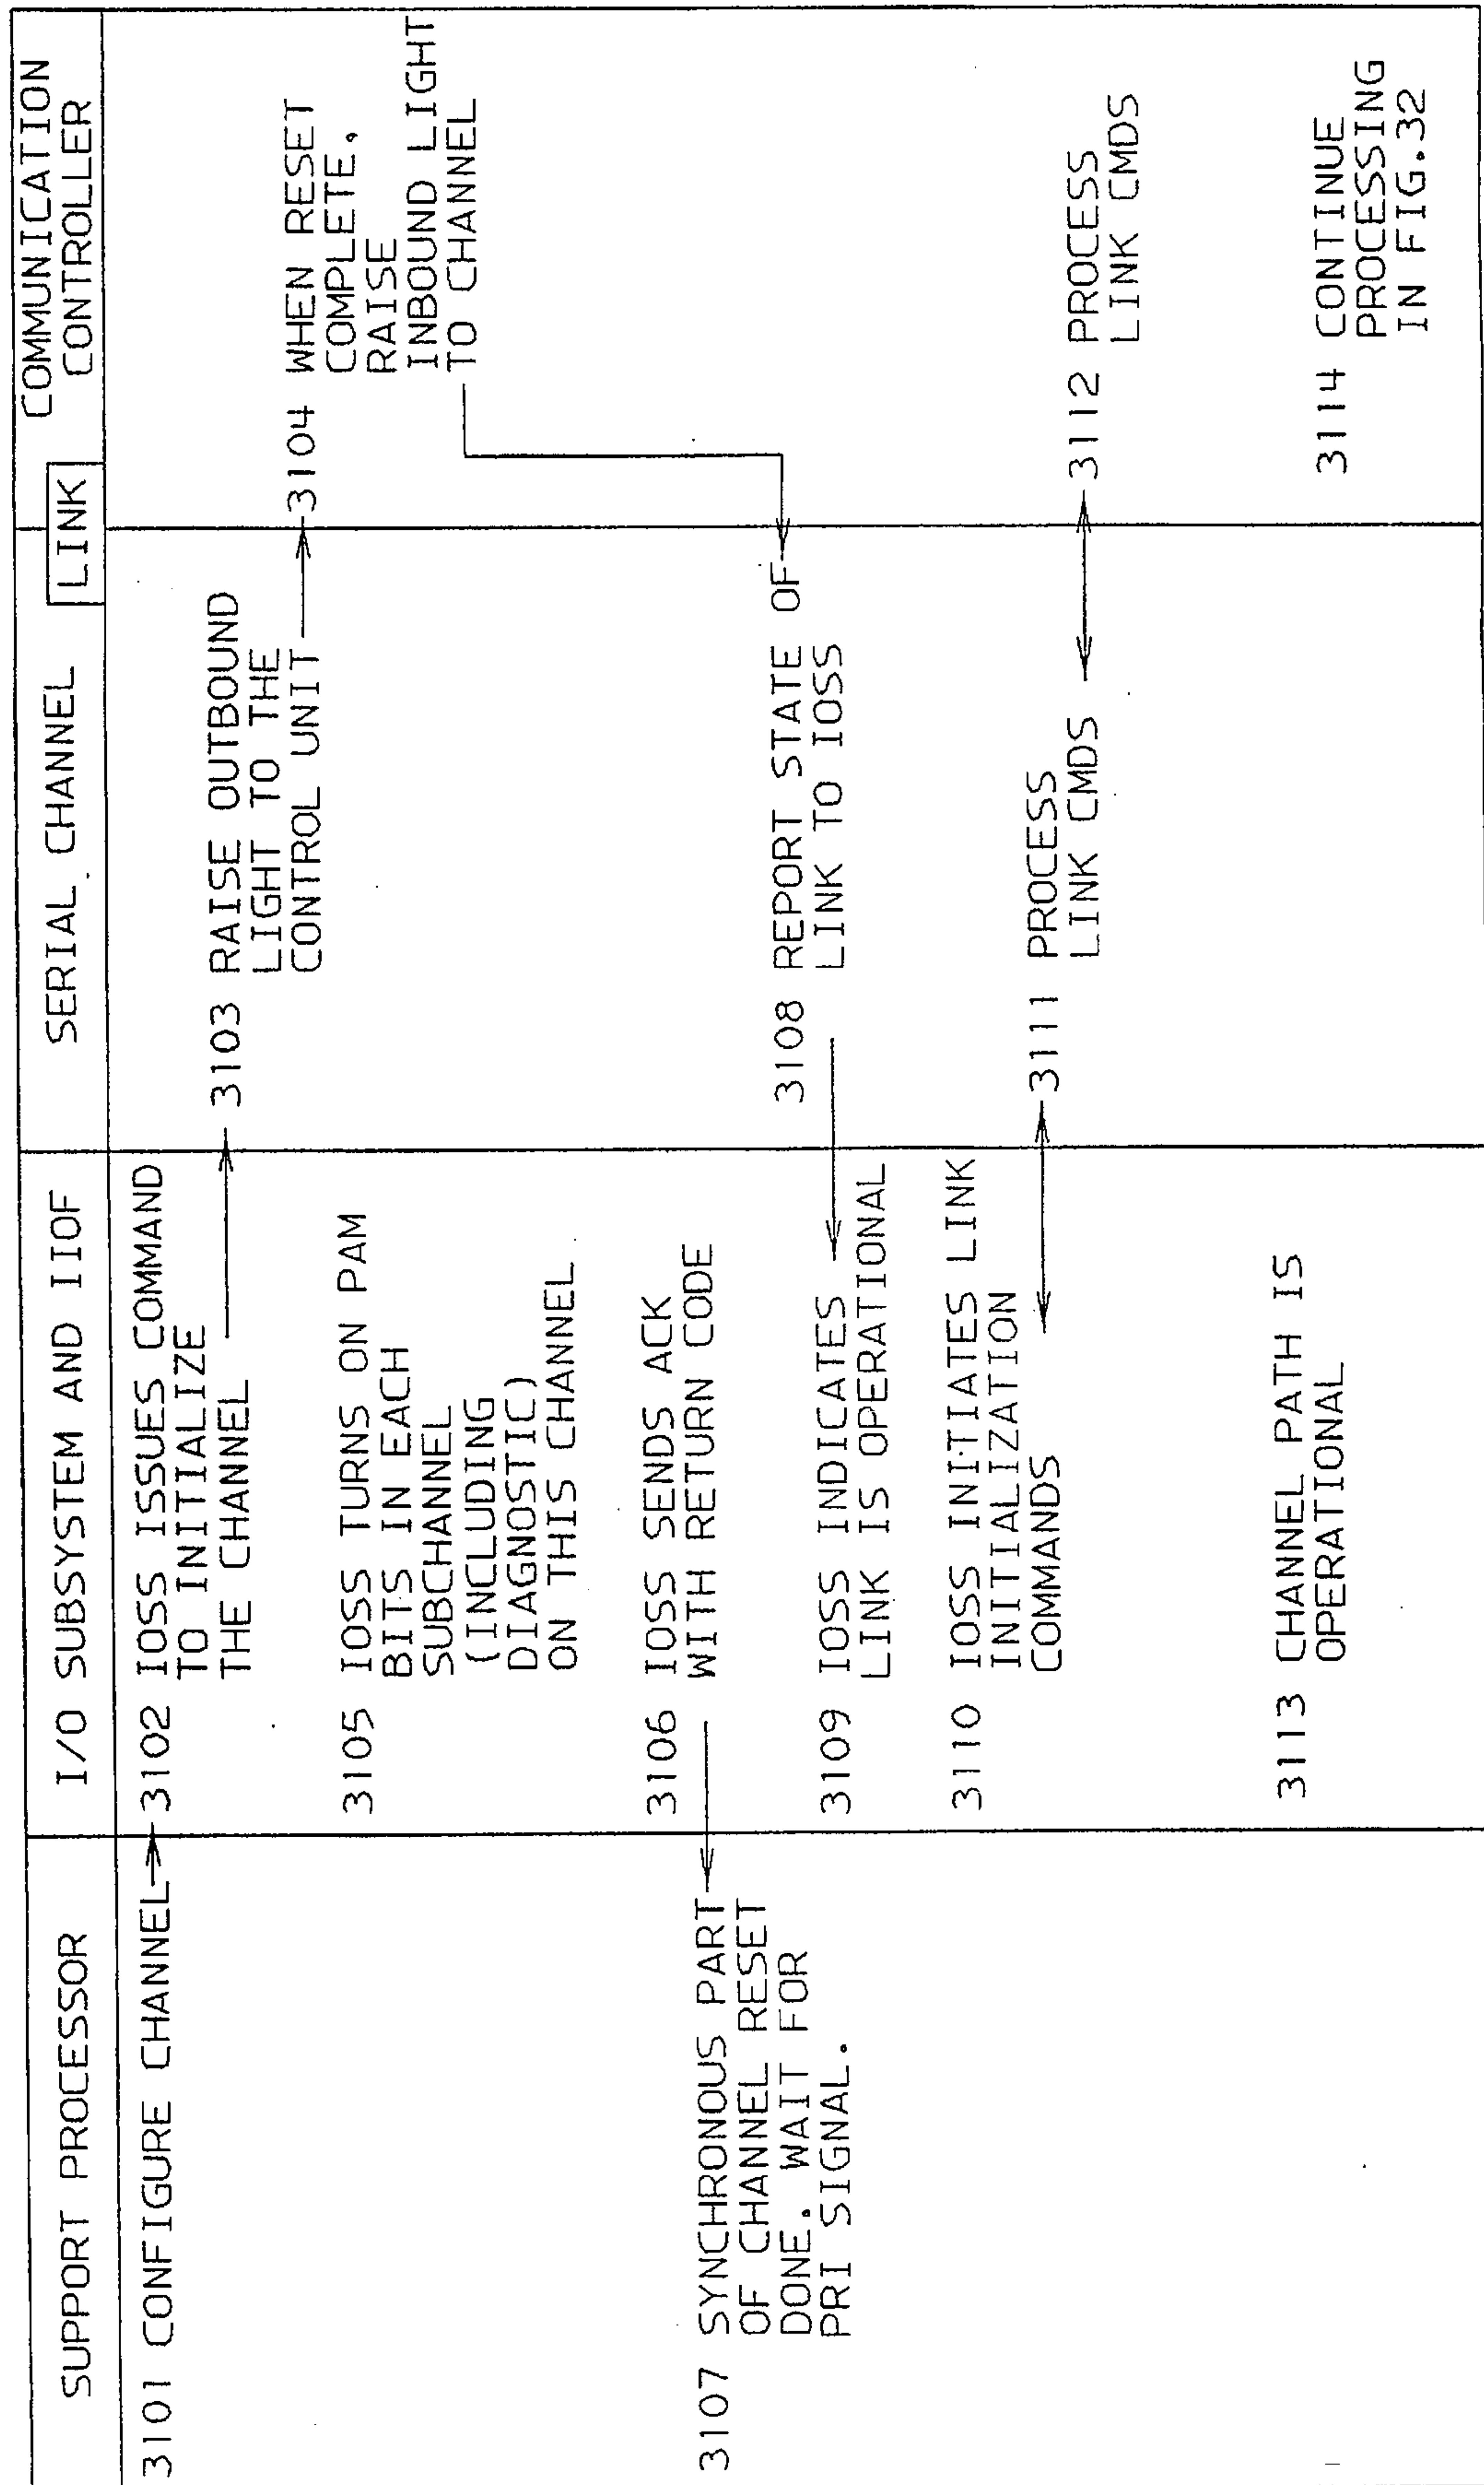 SUPPORT PROCESSOR
I/O SUBSYSTEM AND IIOF
SERIAL CHANNEL
LINK
COMMUNICATION
CONTROLLER
3101 CONFIGURE CHANNEL
3102 IOSS ISSUES COMMAND
TO INITIALIZE
THE CHANNEL
3103 RAISE OUTBOUND
LIGHT TO THE
CONTROL UNIT
3104 WHEN RESET
COMPLETE,
RAISE
INBOUND LIGHT
TO CHANNEL
3105 IOSS TURNS ON PAM
BITS IN EACH
SUBCHANNEL
(INCLUDING
DIAGNOSTIC)
ON THIS CHANNEL
3106 IOSS SENDS ACK
WITH RETURN CODE
3107 SYNCHRONOUS PART
OF CHANNEL RESET
DONE. WAIT FOR
PRI SIGNAL.
3108 REPORT STATE OF
LINK TO IOSS
3109 IOSS INDICATES
LINK IS OPERATIONAL
3110 IOSS INITIATES LINK
INITIALIZATION
COMMANDS
3111 PROCESS
LINK CMDS
3112 PROCESS
LINK CMDS
3113 CHANNEL PATH IS
OPERATIONAL
3114 CONTINUE
PROCESSING
IN FIG.32